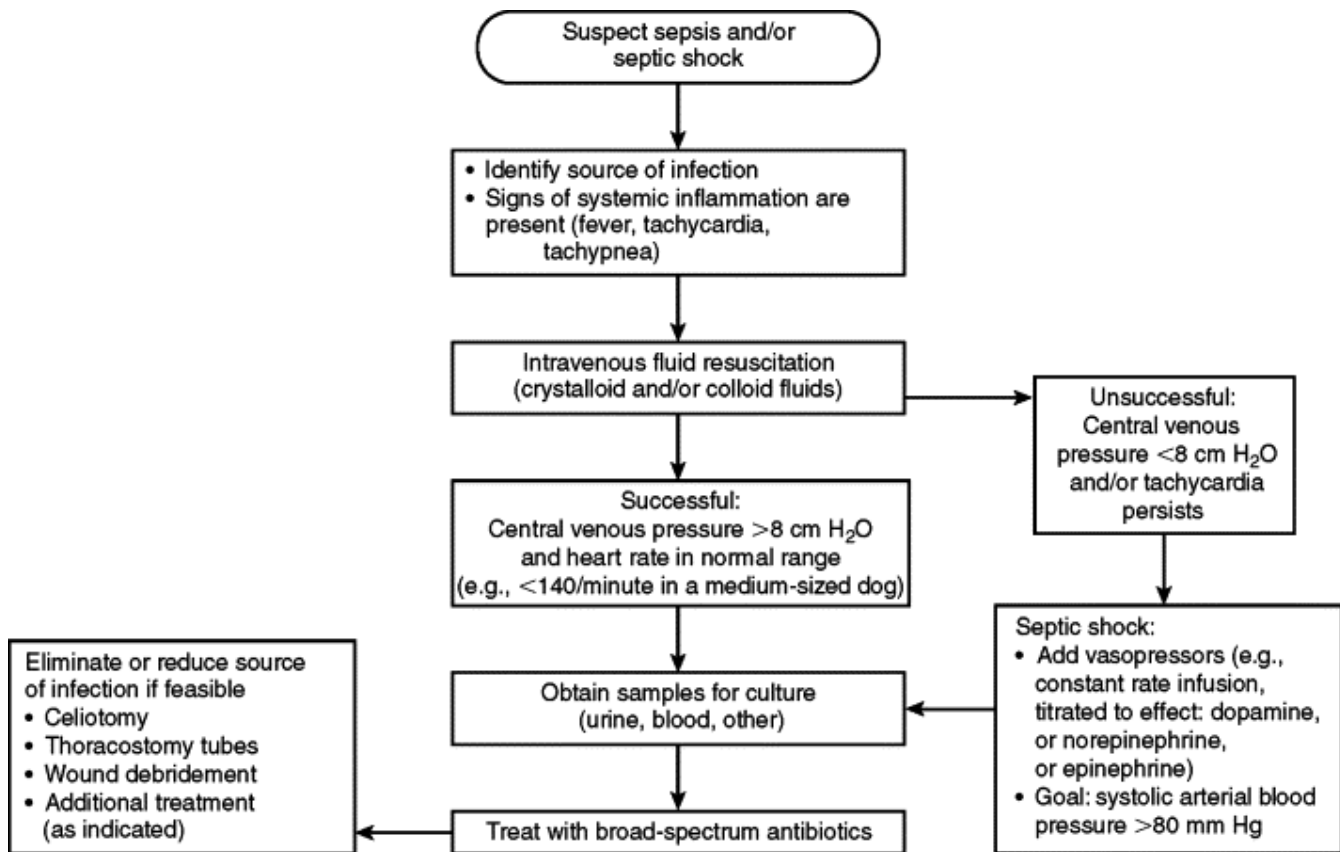 Suspect sepsis and/or
septic shock
• Identify source of infection
• Signs of systemic inflammation are
present (fever, tachycardia,
tachypnea)
Intravenous fluid resuscitation
(crystalloid and/or colloid fluids)
Unsuccessful:
Central venous
pressure <8 cm H₂O
and/or tachycardia
persists
Successful:
Central venous pressure >8 cm H₂O
and heart rate in normal range
(e.g., <140/minute in a medium-sized dog)
Septic shock:
• Add vasopressors (e.g.,
constant rate infusion,
titrated to effect: dopamine,
or norepinephrine,
or epinephrine)
• Goal: systolic arterial blood
pressure >80 mm Hg
Obtain samples for culture
(urine, blood, other)
Treat with broad-spectrum antibiotics
Eliminate or reduce source
of infection if feasible
• Celiotomy
• Thoracostomy tubes
• Wound debridement
• Additional treatment
(as indicated)